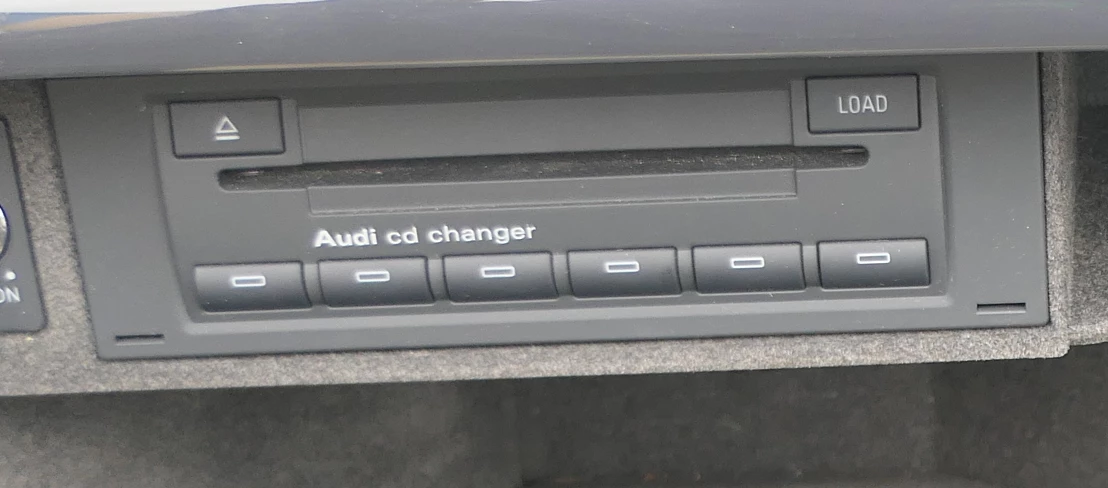 LOAD
Audi cd changer
ON